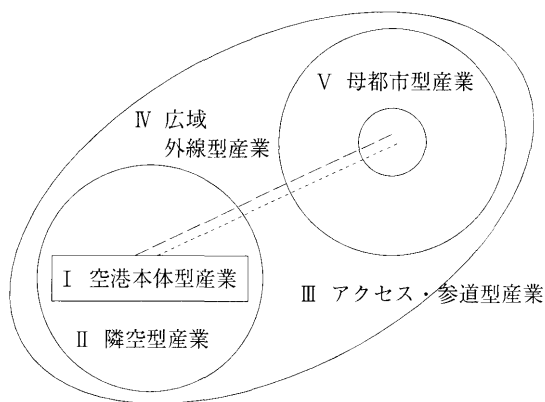 Ⅴ 母都市型産業
Ⅳ 広域
外線型産業
Ⅰ 空港本体型産業
Ⅲ アクセス・参道型産業
Ⅱ 隣空型産業